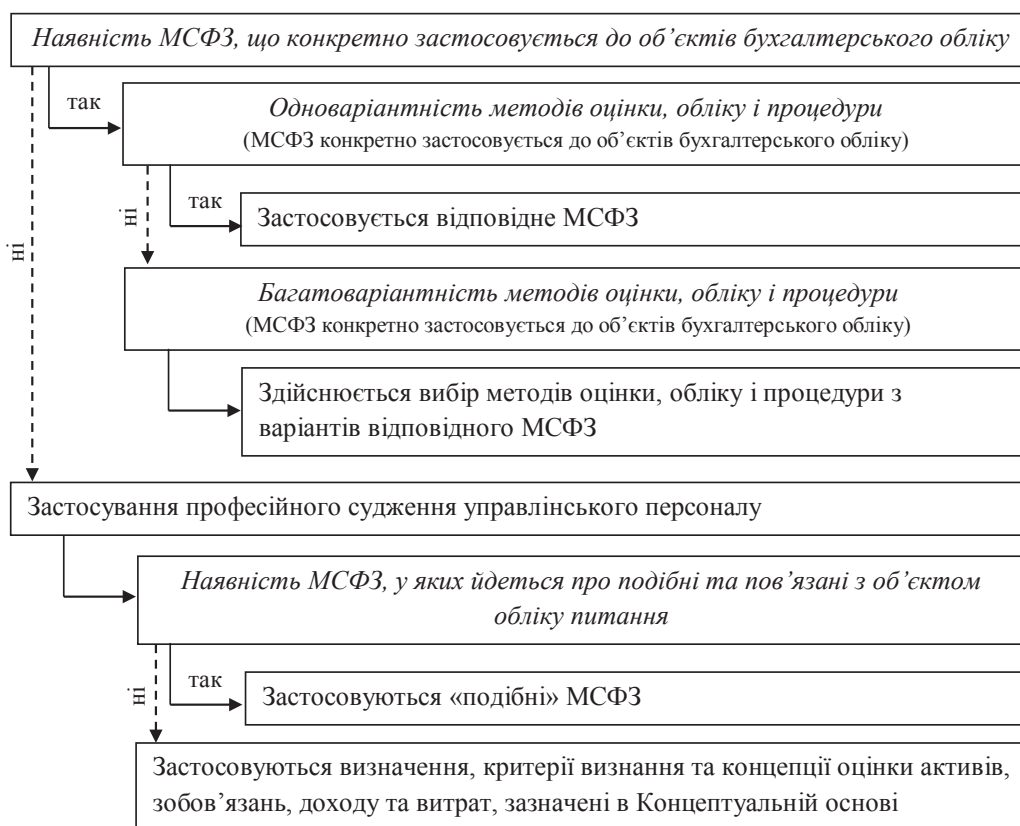 Наявність МСФЗ, що конкретно застосовується до об’єктів бухгалтерського обліку
так
Одноваріантність методів оцінки, обліку і процедури
(МСФЗ конкретно застосовується до об’єктів бухгалтерського обліку)
ні
так
Застосовується відповідне МСФЗ
ні
Багатоваріантність методів оцінки, обліку і процедури
(МСФЗ конкретно застосовується до об’єктів бухгалтерського обліку)
Здійснюється вибір методів оцінки, обліку і процедури з
варіантів відповідного МСФЗ
Застосування професійного судження управлінського персоналу
Наявність МСФЗ, у яких йдеться про подібні та пов’язані з об’єктом
обліку питання
ні
так
Застосовуються «подібні» МСФЗ
Застосовуються визначення, критерії визнання та концепції оцінки активів,
зобов’язань, доходу та витрат, зазначені в Концептуальній основі